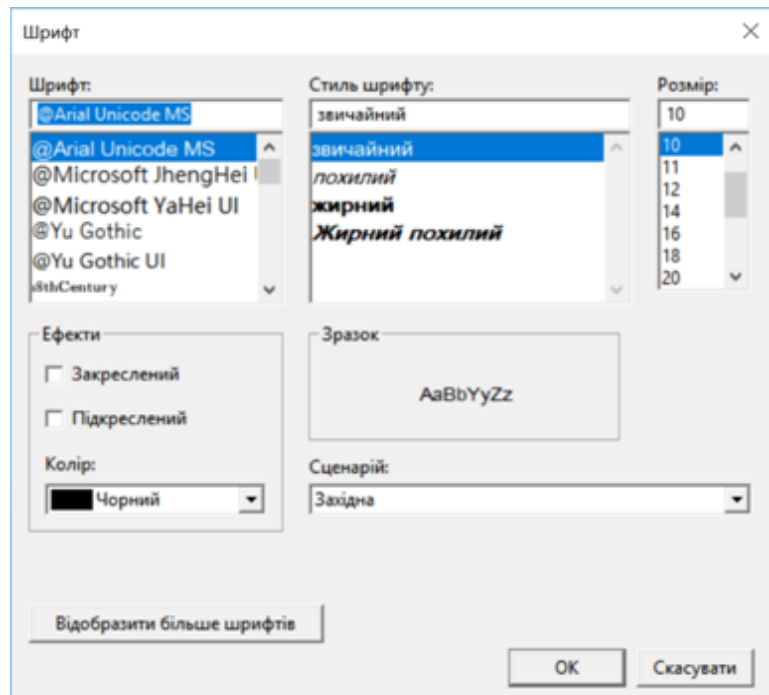 Шрифт
Шрифт:
@Arial Unicode MS
@Arial Unicode MS
@Microsoft JhengHei
@Microsoft YaHei UI
@Yu Gothic
@Yu Gothic UI
18thCentury
Стиль шрифту:
звичайний
звичайний
похилий
жирний
Жирний похилий
Розмір:
10
10
11
12
14
16
18
20
Ефекти
Закреслений
Підкреслений
Колір:
Чорний
Зразок
AaBbYyZz
Сценарій:
Західна
Відобразити більше шрифтів
OK
Скасувати